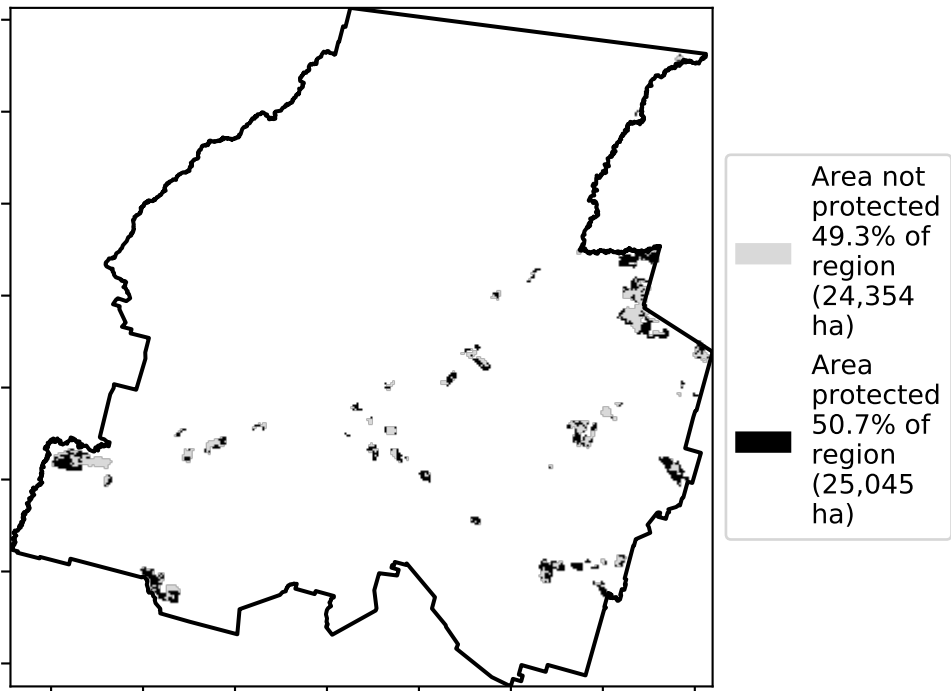 Area not
protected
49.3% of
region
(24,354
ha)
Area
protected
50.7% of
region
(25,045
ha)